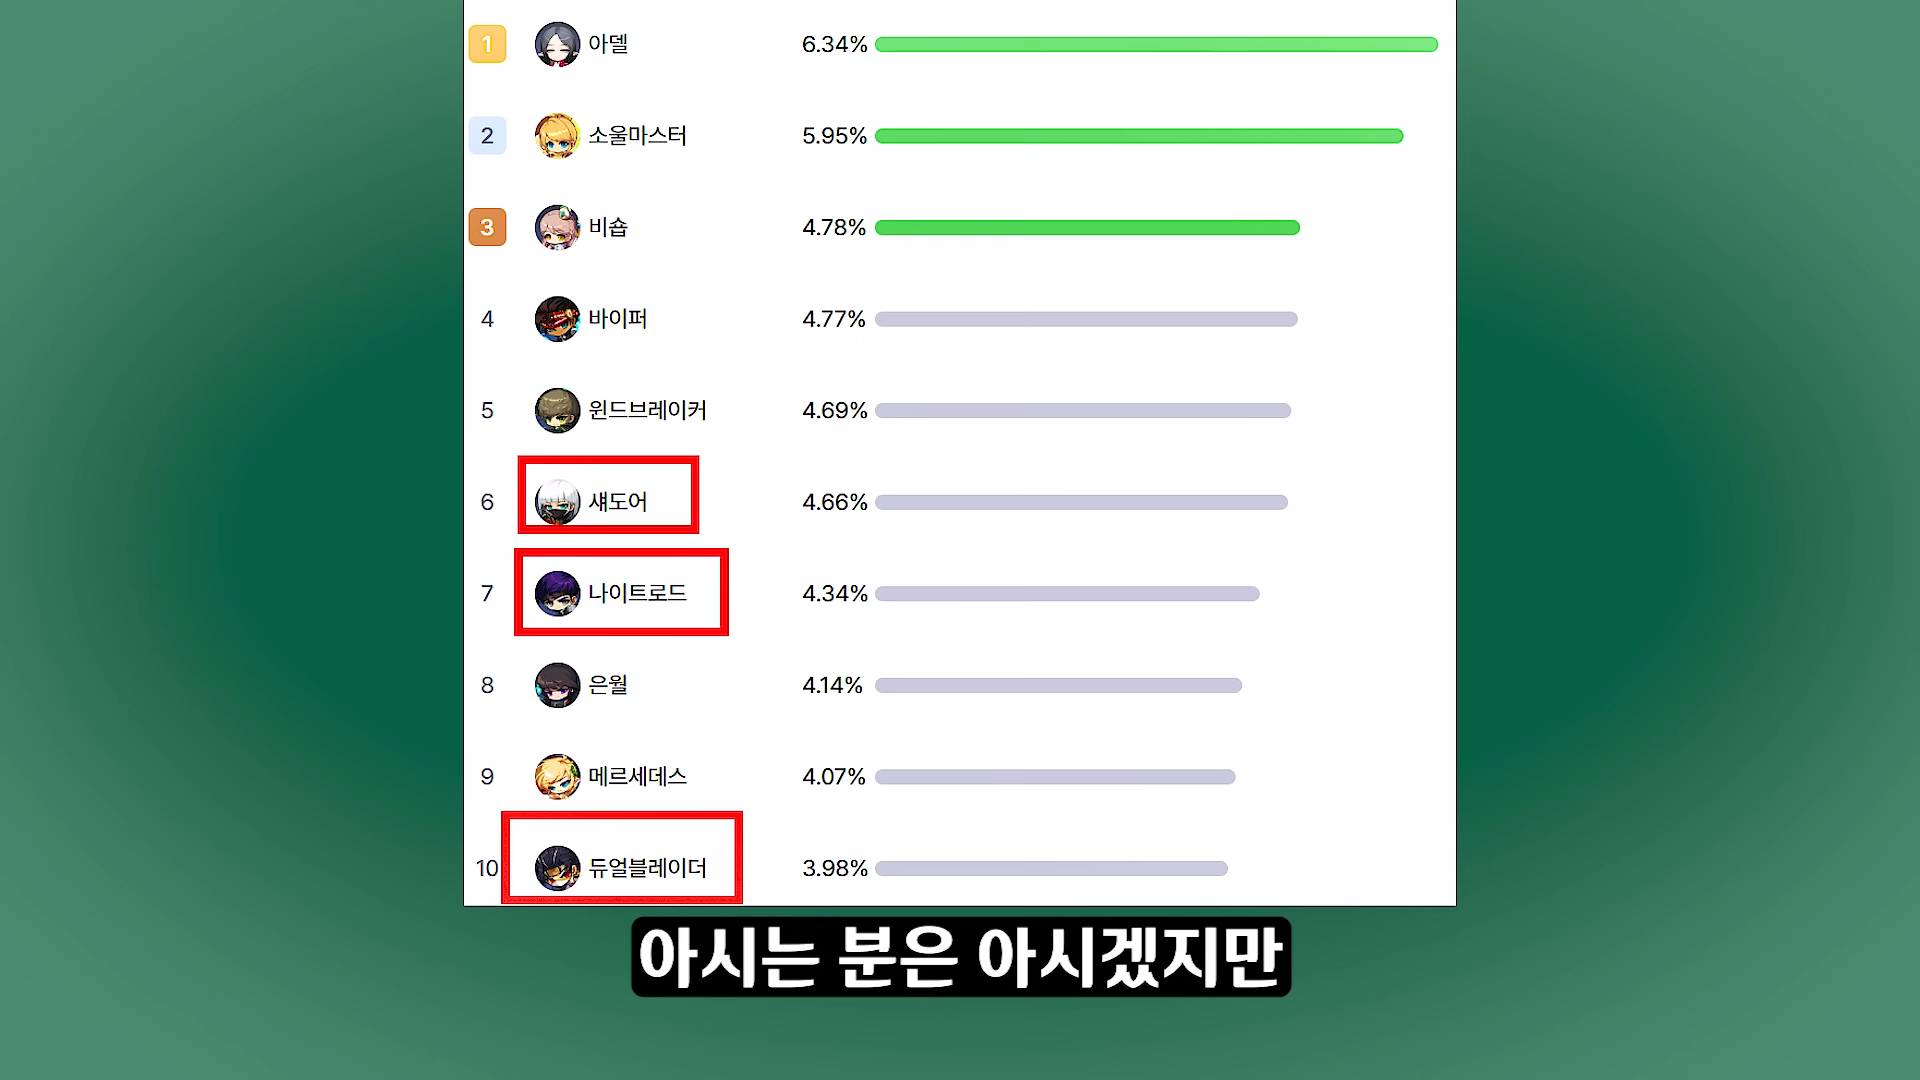 1 아델 6.34%
2 소울마스터 5.95%
3 비숍 4.78%
4 바이퍼 4.77%
5 윈드브레이커 4.69%
6 섀도어 4.66%
7 나이트로드 4.34%
8 은월 4.14%
9 메르세데스 4.07%
10 듀얼블레이더 3.98%
아시는 분은 아시겠지만